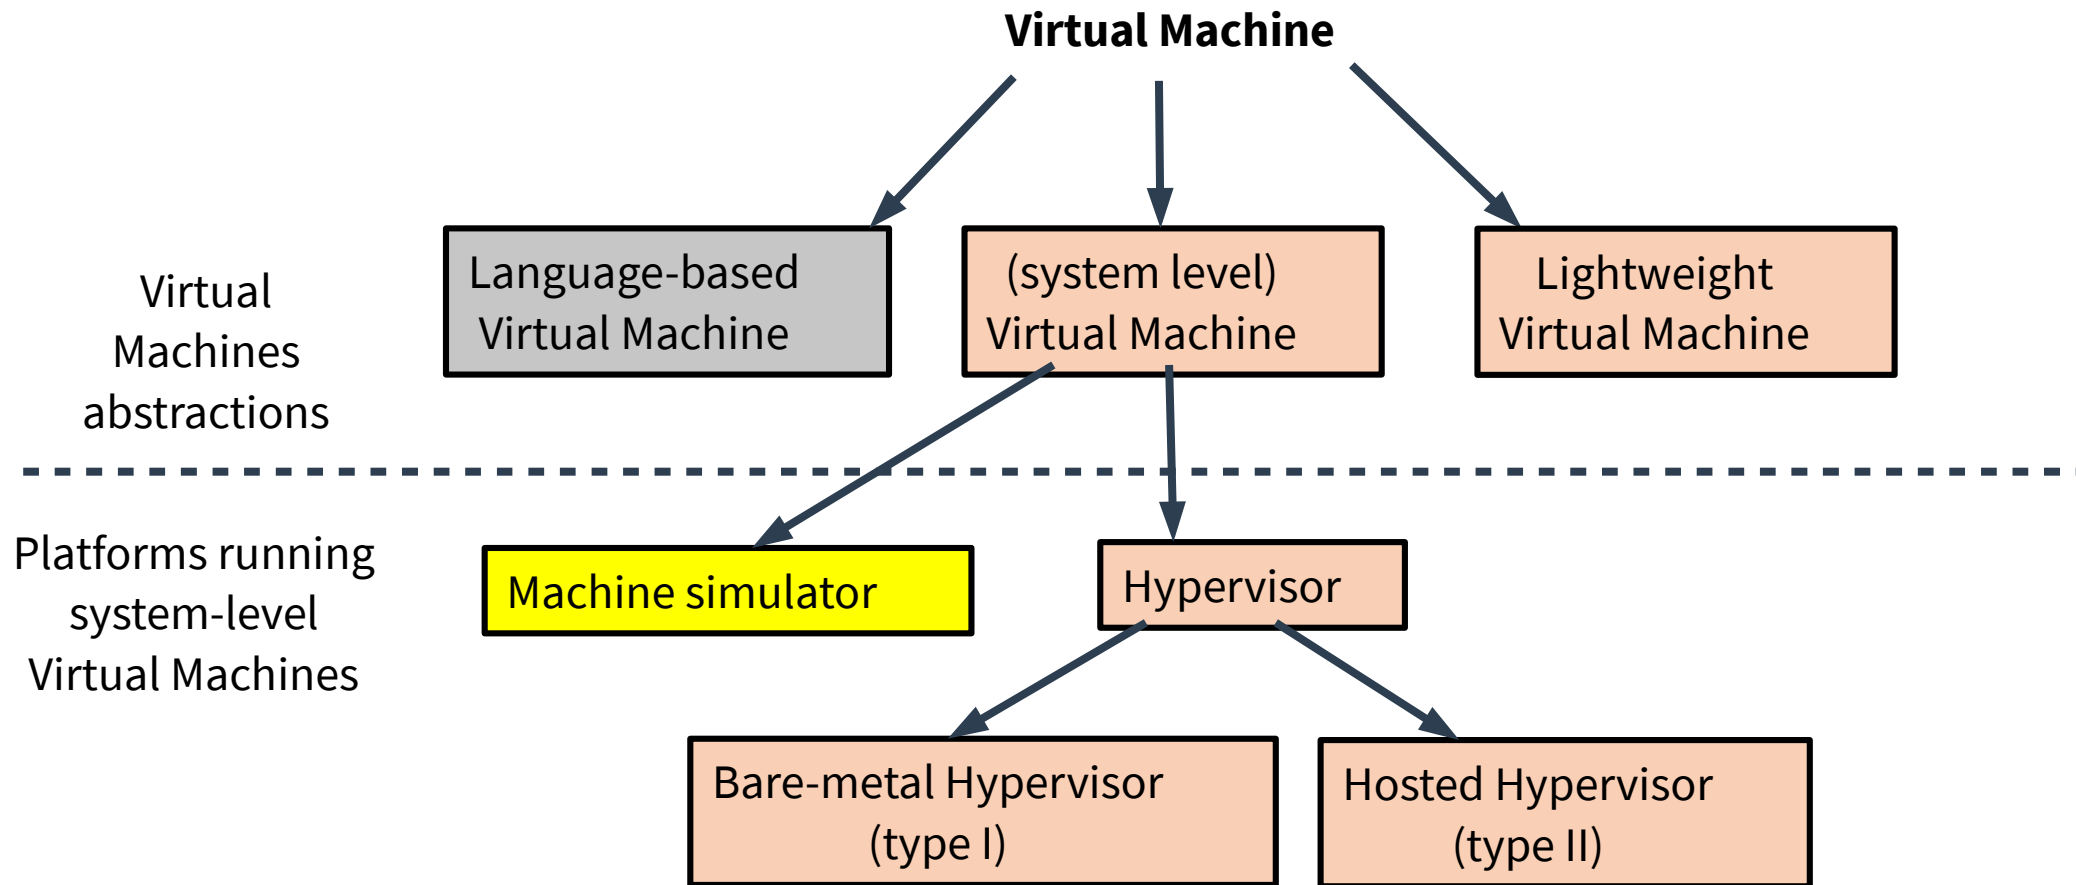 Virtual Machine
Language-based
Virtual Machine
(system level)
Virtual Machine
Lightweight
Virtual Machine
Virtual
Machines
abstractions
Platforms running
system-level
Virtual Machines
Machine simulator
Hypervisor
Bare-metal Hypervisor
(type I)
Hosted Hypervisor
(type II)